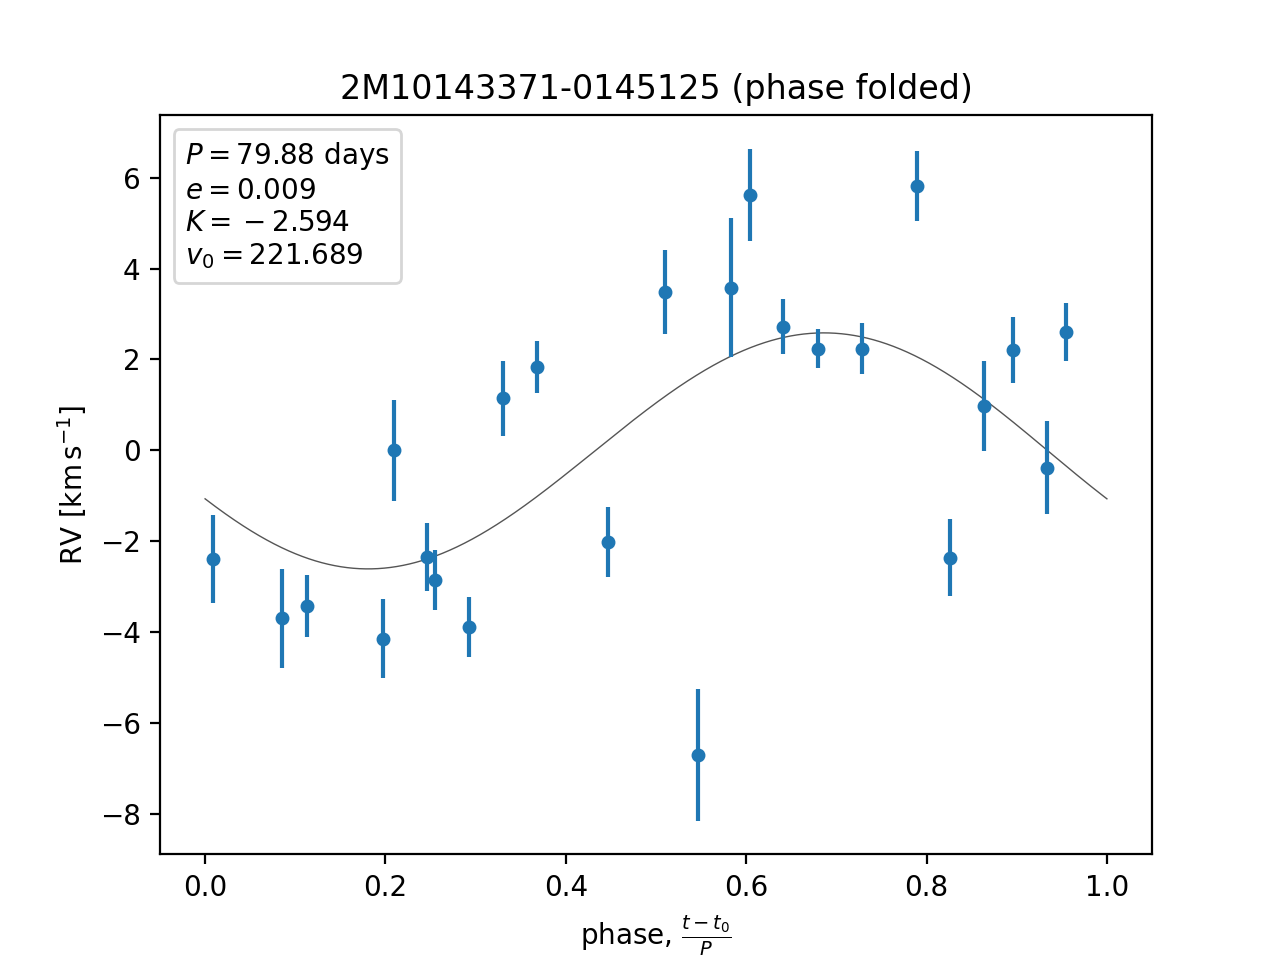 2M10143371-0145125 (phase folded)
P = 79.88 days
e = 0.009
K = −2.594
v₀ = 221.689
6
4
2
0
−2
−4
−6
−8
RV [km s⁻¹]
0.0 0.2 0.4 0.6 0.8 1.0
phase, (t − t₀)/P